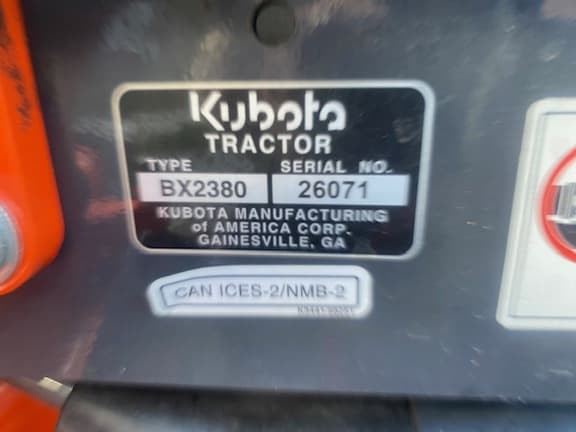 Kubota
TRACTOR
TYPE SERIAL NO.
BX2380 26071
KUBOTA MANUFACTURING
of AMERICA CORP.
GAINESVILLE, GA
CAN ICES-2/NMB-2